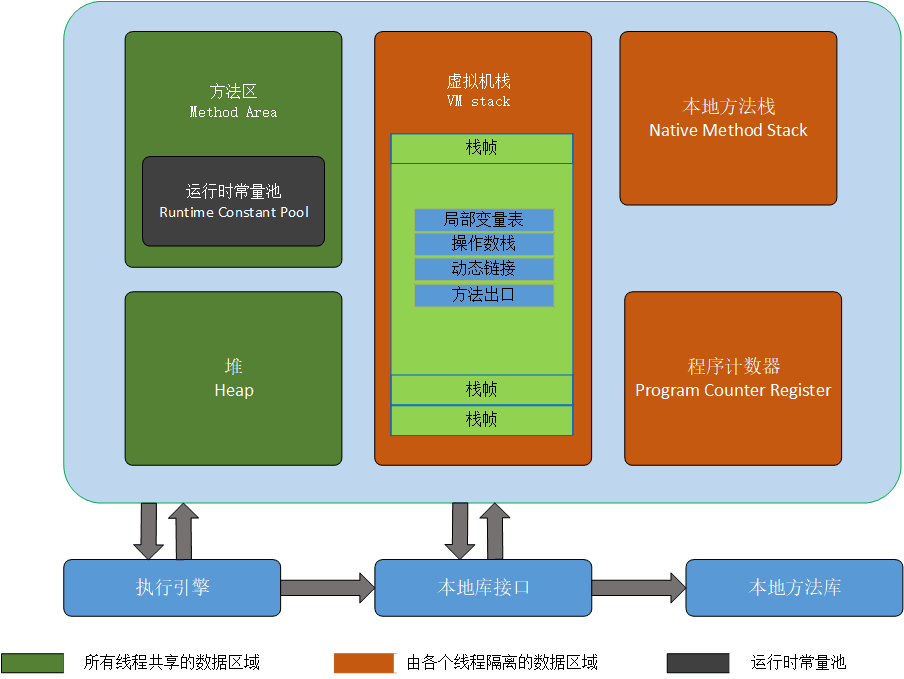 方法区
Method Area
运行时常量池
Runtime Constant Pool
虚拟机栈
VM stack
栈帧
局部变量表
操作数栈
动态链接
方法出口
栈帧
栈帧
本地方法栈
Native Method Stack
堆
Heap
程序计数器
Program Counter Register
执行引擎
本地库接口
本地方法库
所有线程共享的数据区域
由各个线程隔离的数据区域
运行时常量池